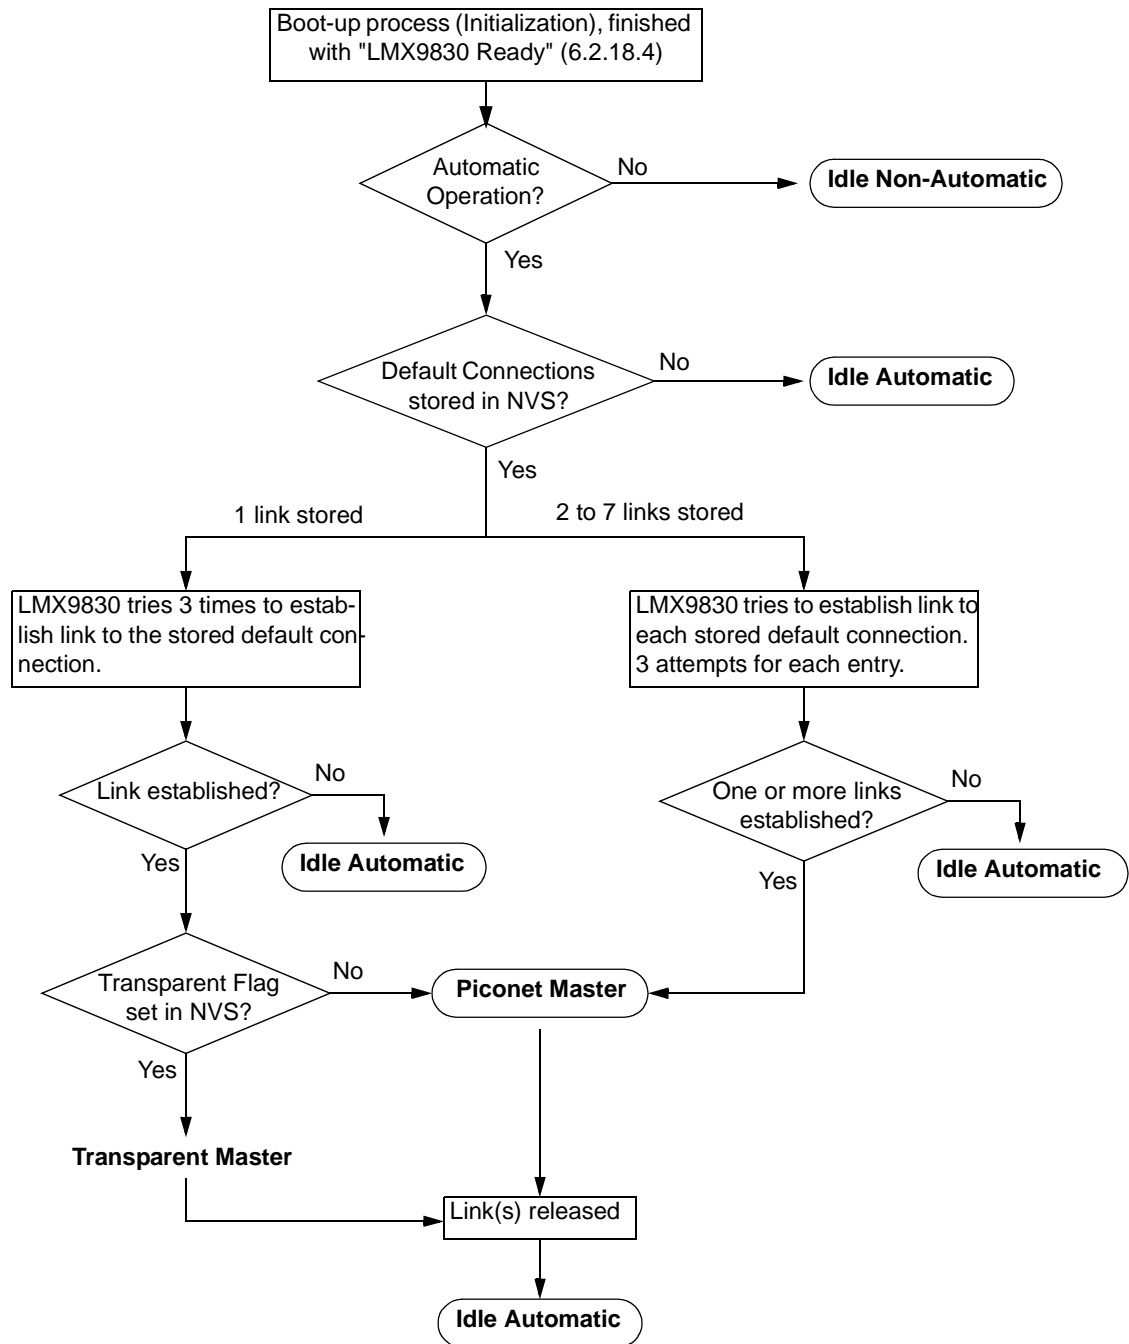 Boot-up process (Initialization), finished
with "LMX9830 Ready" (6.2.18.4)
Automatic
Operation?
No
Idle Non-Automatic
Yes
Default Connections
stored in NVS?
No
Idle Automatic
Yes
1 link stored
2 to 7 links stored
LMX9830 tries 3 times to estab-
lish link to the stored default con-
nection.
LMX9830 tries to establish link to
each stored default connection.
3 attempts for each entry.
Link established?
No
Idle Automatic
Yes
One or more links
established?
No
Idle Automatic
Yes
Transparent Flag
set in NVS?
No
Piconet Master
Yes
Transparent Master
Link(s) released
Idle Automatic